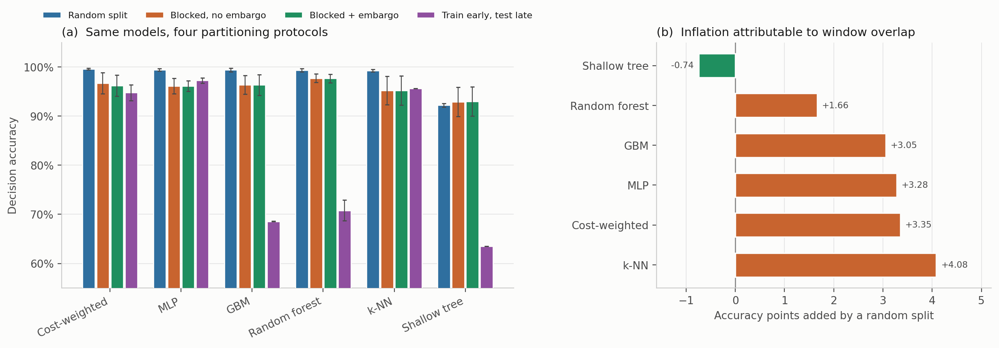 Random split
Blocked, no embargo
Blocked + embargo
Train early, test late
(a) Same models, four partitioning protocols
Decision accuracy
100%
90%
80%
70%
60%
Cost-weighted
MLP
GBM
Random forest
k-NN
Shallow tree
(b) Inflation attributable to window overlap
Shallow tree
-0.74
Random forest
+1.66
GBM
+3.05
MLP
+3.28
Cost-weighted
+3.35
k-NN
+4.08
−1
0
1
2
3
4
5
Accuracy points added by a random split